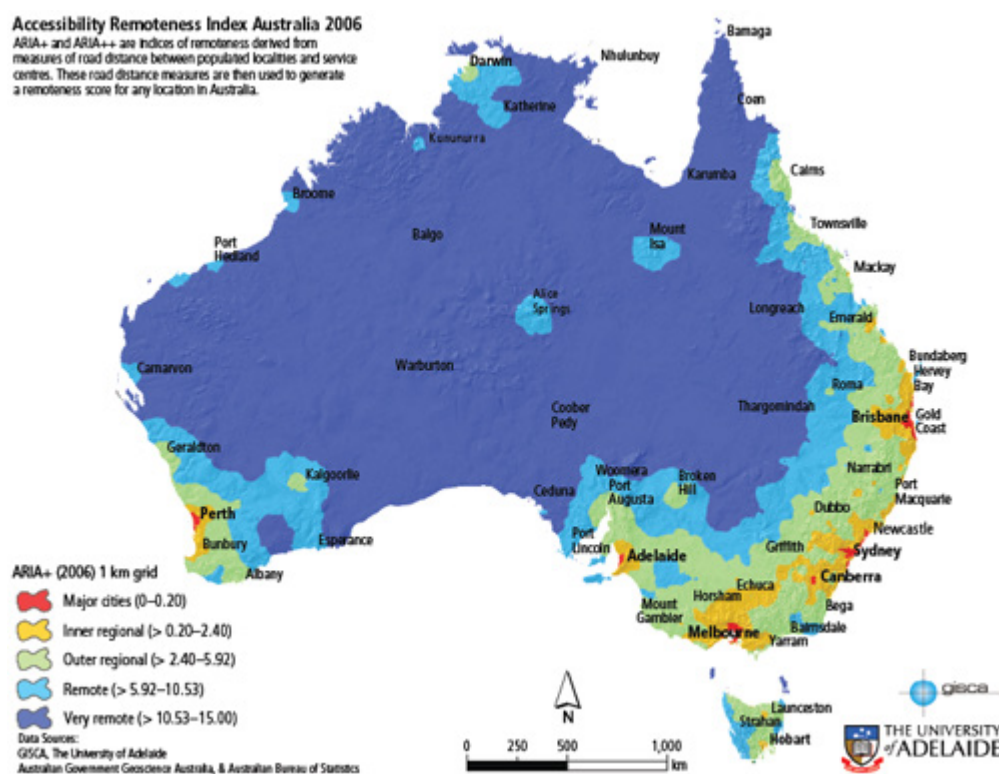 Accessibility Remoteness Index Australia 2006
ARIA+ and ARIA++ are indices of remoteness derived from
measures of road distance between populated localities and service
centres. These road distance measures are then used to generate
a remoteness score for any location in Australia.
Bamaga
Nhulunbuy
Darwin
Coen
Katherine
Kununurra
Cairns
Karumba
Broome
Townsville
Mount
Isa
Balgo
Port
Hedland
Mackay
Alice
Springs
Longreach
Emerald
Bundaberg
Hervey
Bay
Carnarvon
Warburton
Roma
Coober
Pedy
Thargomindah
Brisbane
Gold
Coast
Geraldton
Narrabri
Kalgoorlie
Woomera
Broken
Hill
Port
Augusta
Ceduna
Port
Macquarie
Dubbo
Perth
Newcastle
Esperance
Port
Lincoln
Bunbury
Griffith
Sydney
Adelaide
Albany
Canberra
Echuca
Horsham
Mount
Gambier
Bega
Bairnsdale
Melbourne
Yarram
Launceston
Strahan
Hobart
ARIA+ (2006) 1 km grid
Major cities (0–0.20)
Inner regional (> 0.20–2.40)
Outer regional (> 2.40–5.92)
Remote (> 5.92–10.53)
Very remote (> 10.53–15.00)
Data Sources:
GISCA, The University of Adelaide
Australian Government Geoscience Australia, & Australian Bureau of Statistics
N
0 250 500 1,000
km
gisca
THE UNIVERSITY
of ADELAIDE